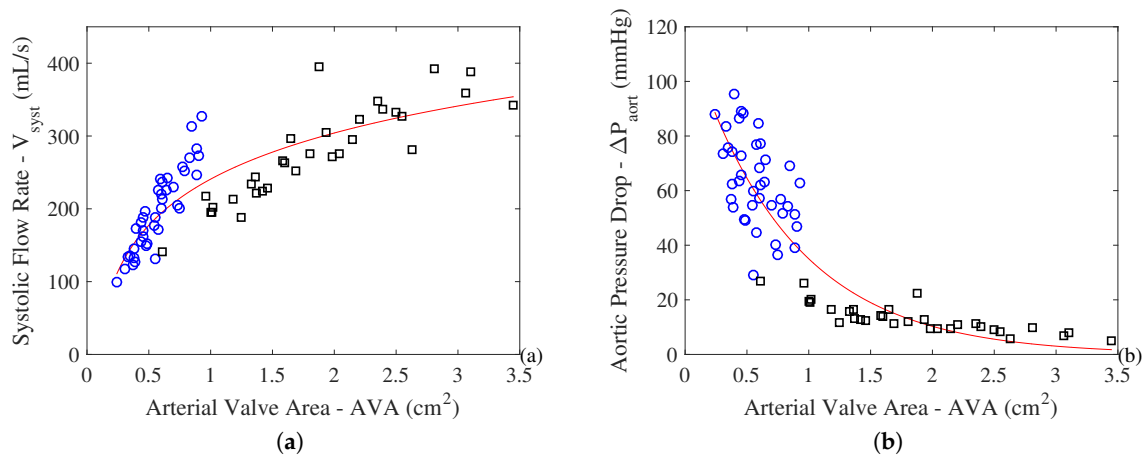 400
300
200
100
0
Systolic Flow Rate - V_syst (mL/s)
0 0.5 1 1.5 2 2.5 3 3.5
Arterial Valve Area - AVA (cm²)
(a)
(a)
120
100
80
60
40
20
0
Aortic Pressure Drop - ΔP_aort (mmHg)
0 0.5 1 1.5 2 2.5 3 3.5
Arterial Valve Area - AVA (cm²)
(b)
(b)